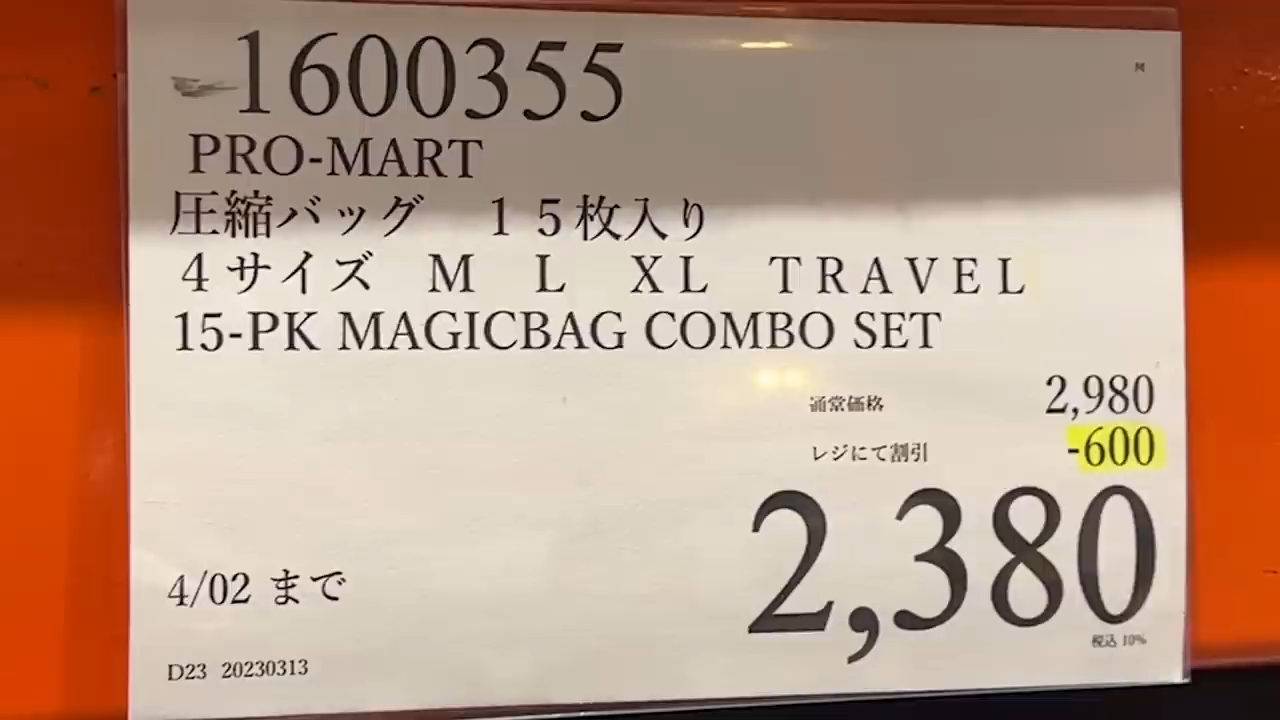 1600355
M
PRO-MART
圧縮バッグ　１５枚入り
４サイズ　M　L　XL　TRAVEL
15-PK MAGICBAG COMBO SET
通常価格 2,980
レジにて割引 -600
2,380
税込 10%
4/02 まで
D23 20230313